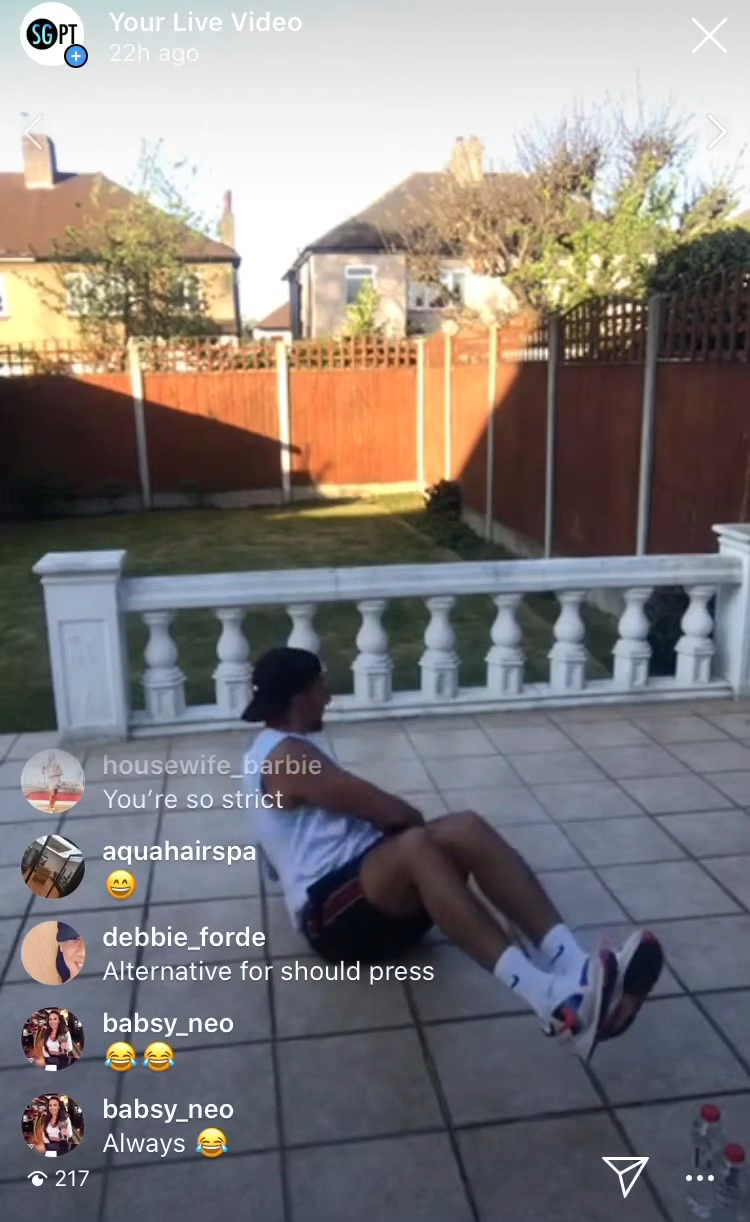 SGPT
Your Live Video
22h ago
housewife_barbie
You're so strict
aquahairspa
😄
debbie_forde
Alternative for should press
babsy_neo
😂😂
babsy_neo
Always 😂
217